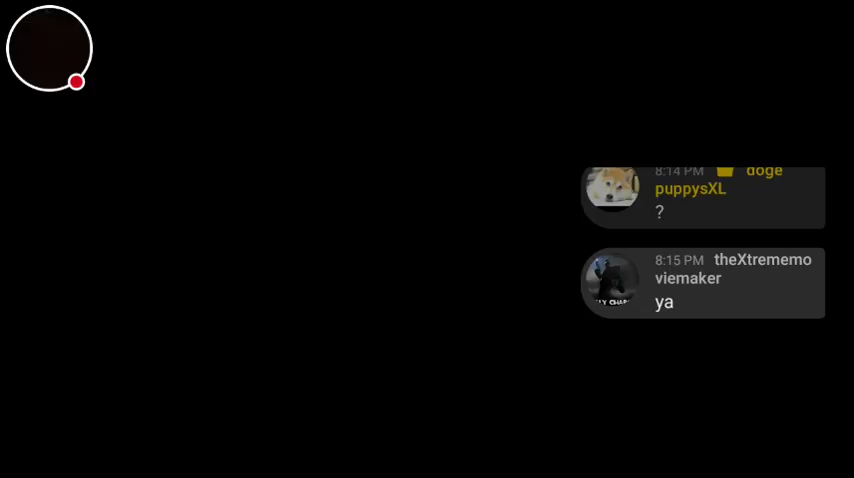 8:14 PM doge
puppysXL
?
8:15 PM theXtrememo
viemaker
ya